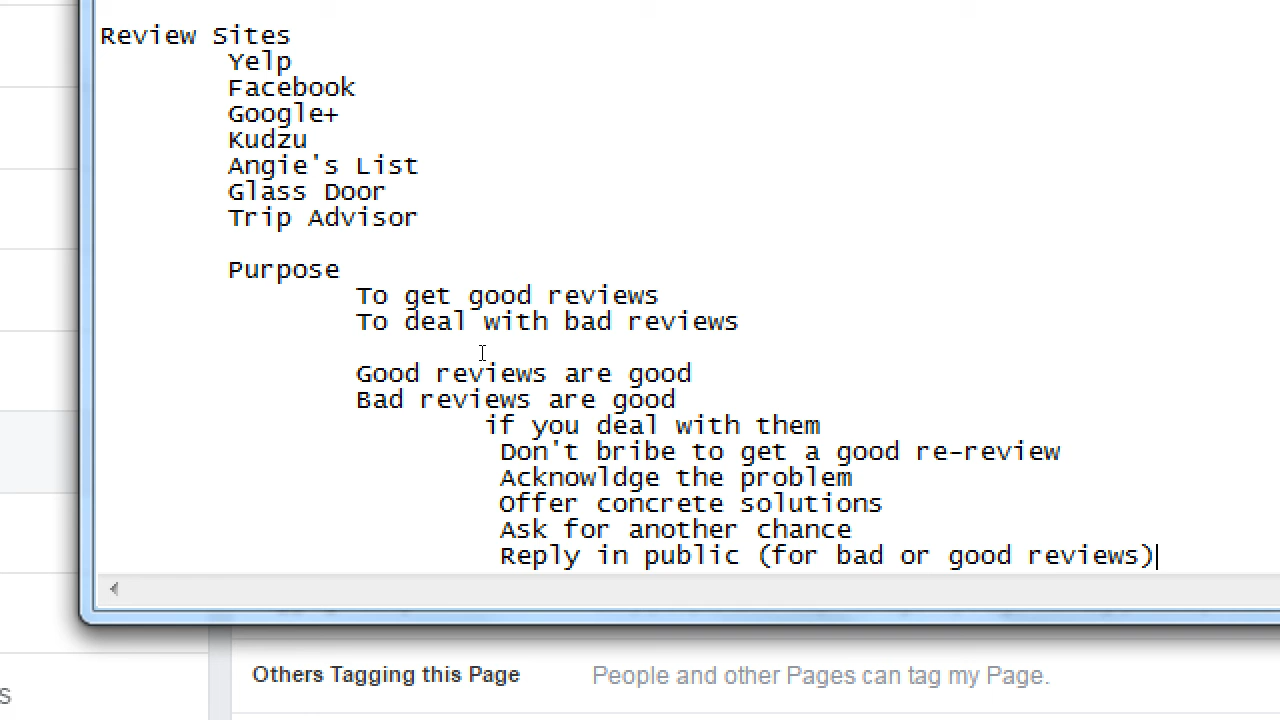 Review Sites
Yelp
Facebook
Google+
Kudzu
Angie's List
Glass Door
Trip Advisor
Purpose
To get good reviews
To deal with bad reviews
Good reviews are good
Bad reviews are good
if you deal with them
Don't bribe to get a good re-review
Acknowldge the problem
Offer concrete solutions
Ask for another chance
Reply in public (for bad or good reviews)
Others Tagging this Page People and other Pages can tag my Page.